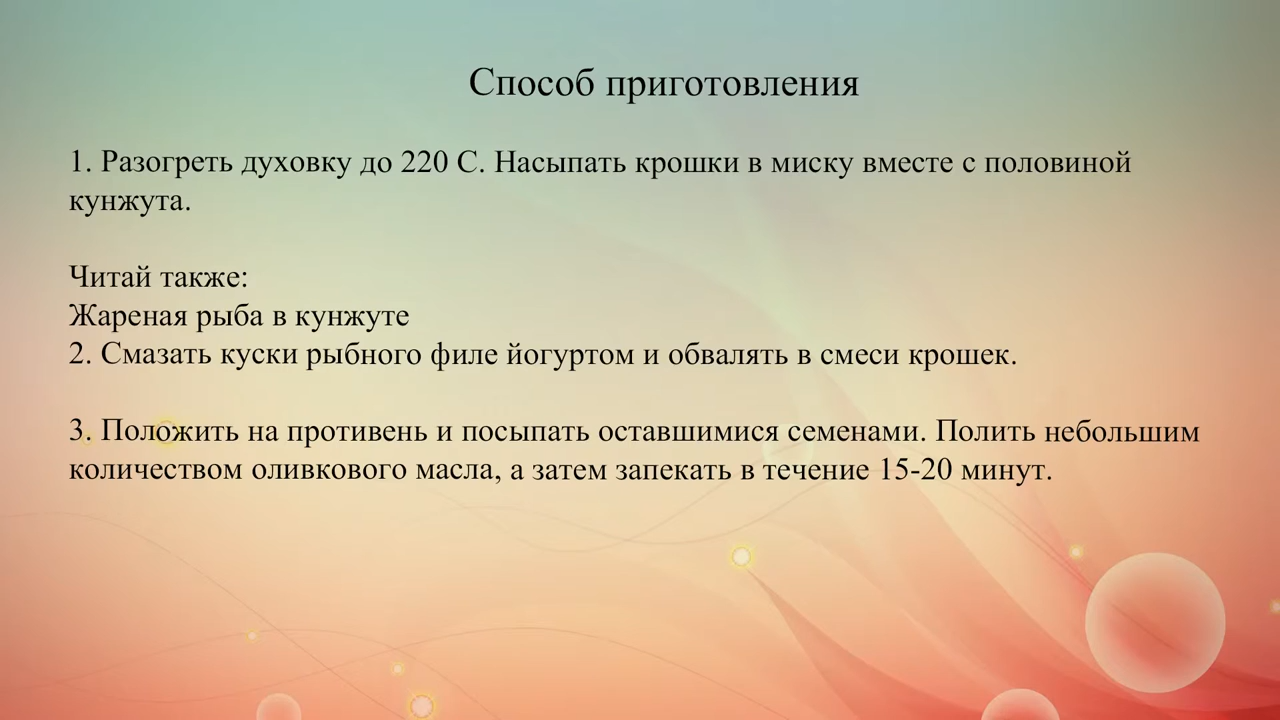 Способ приготовления
1. Разогреть духовку до 220 С. Насыпать крошки в миску вместе с половиной
кунжута.
Читай также:
Жареная рыба в кунжуте
2. Смазать куски рыбного филе йогуртом и обвалять в смеси крошек.
3. Положить на противень и посыпать оставшимися семенами. Полить небольшим
количеством оливкового масла, а затем запекать в течение 15-20 минут.